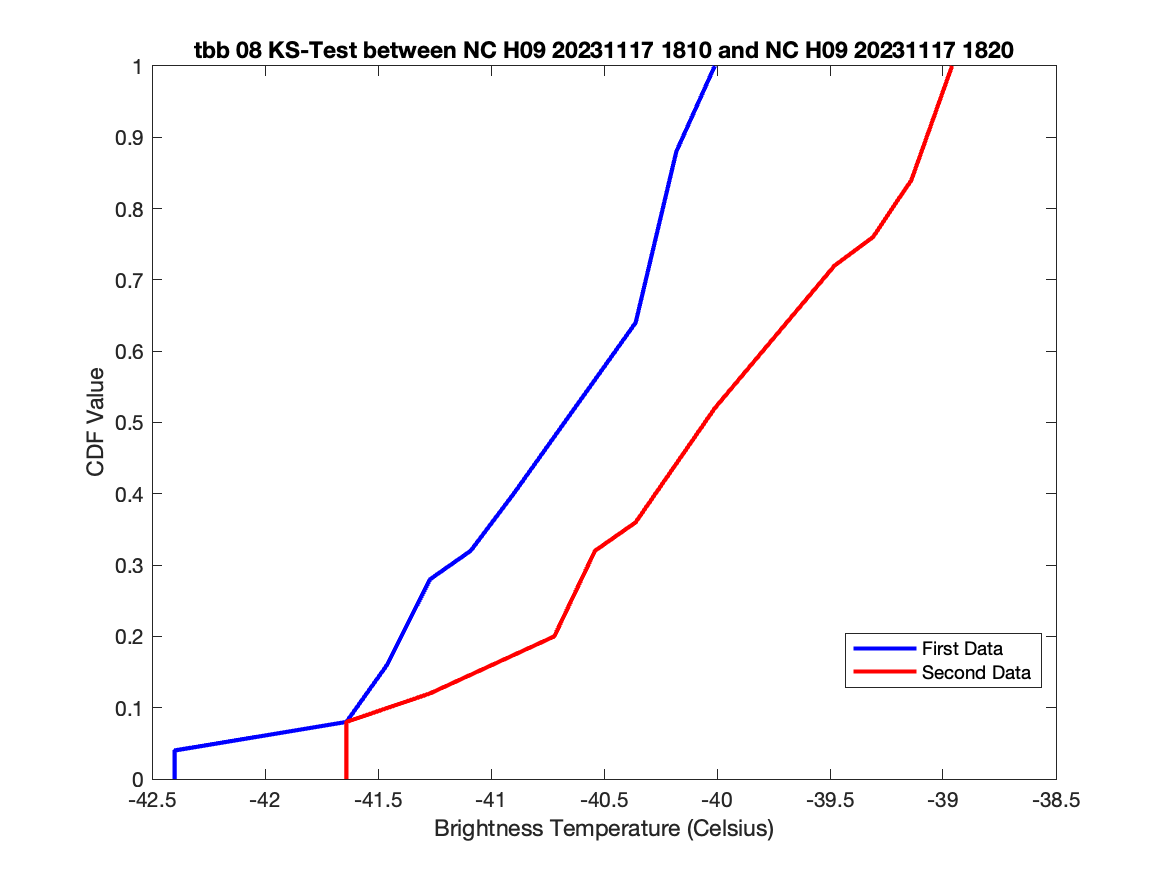 tbb 08 KS-Test between NC H09 20231117 1810 and NC H09 20231117 1820
1
0.9
0.8
0.7
0.6
0.5
0.4
0.3
0.2
0.1
0
CDF Value
First Data
Second Data
-42.5 -42 -41.5 -41 -40.5 -40 -39.5 -39 -38.5
Brightness Temperature (Celsius)